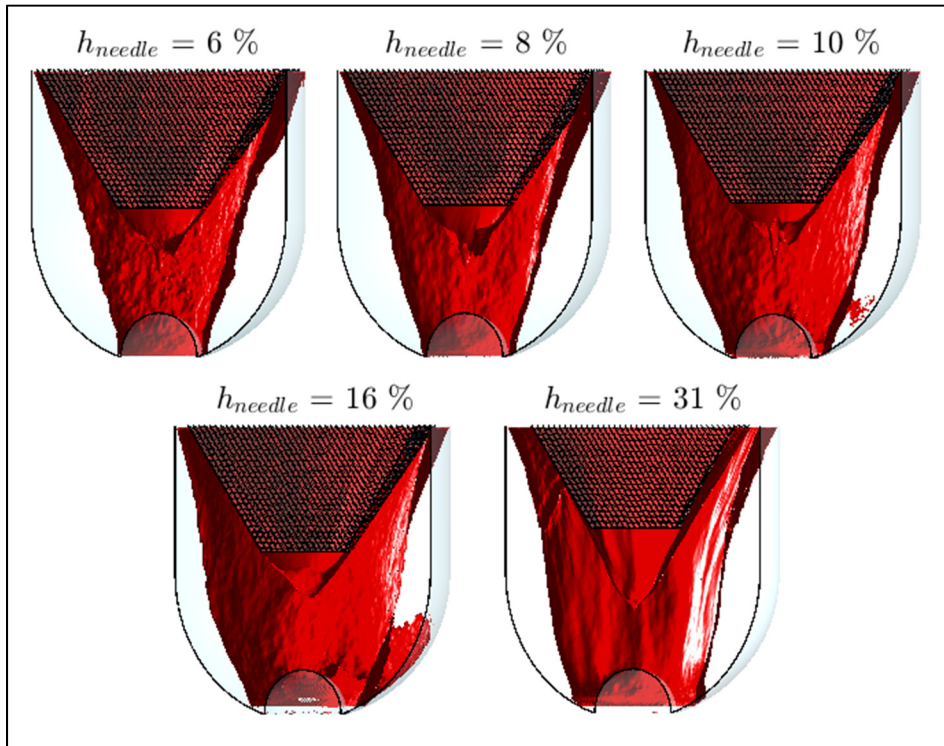 h_needle = 6 %
h_needle = 8 %
h_needle = 10 %
h_needle = 16 %
h_needle = 31 %